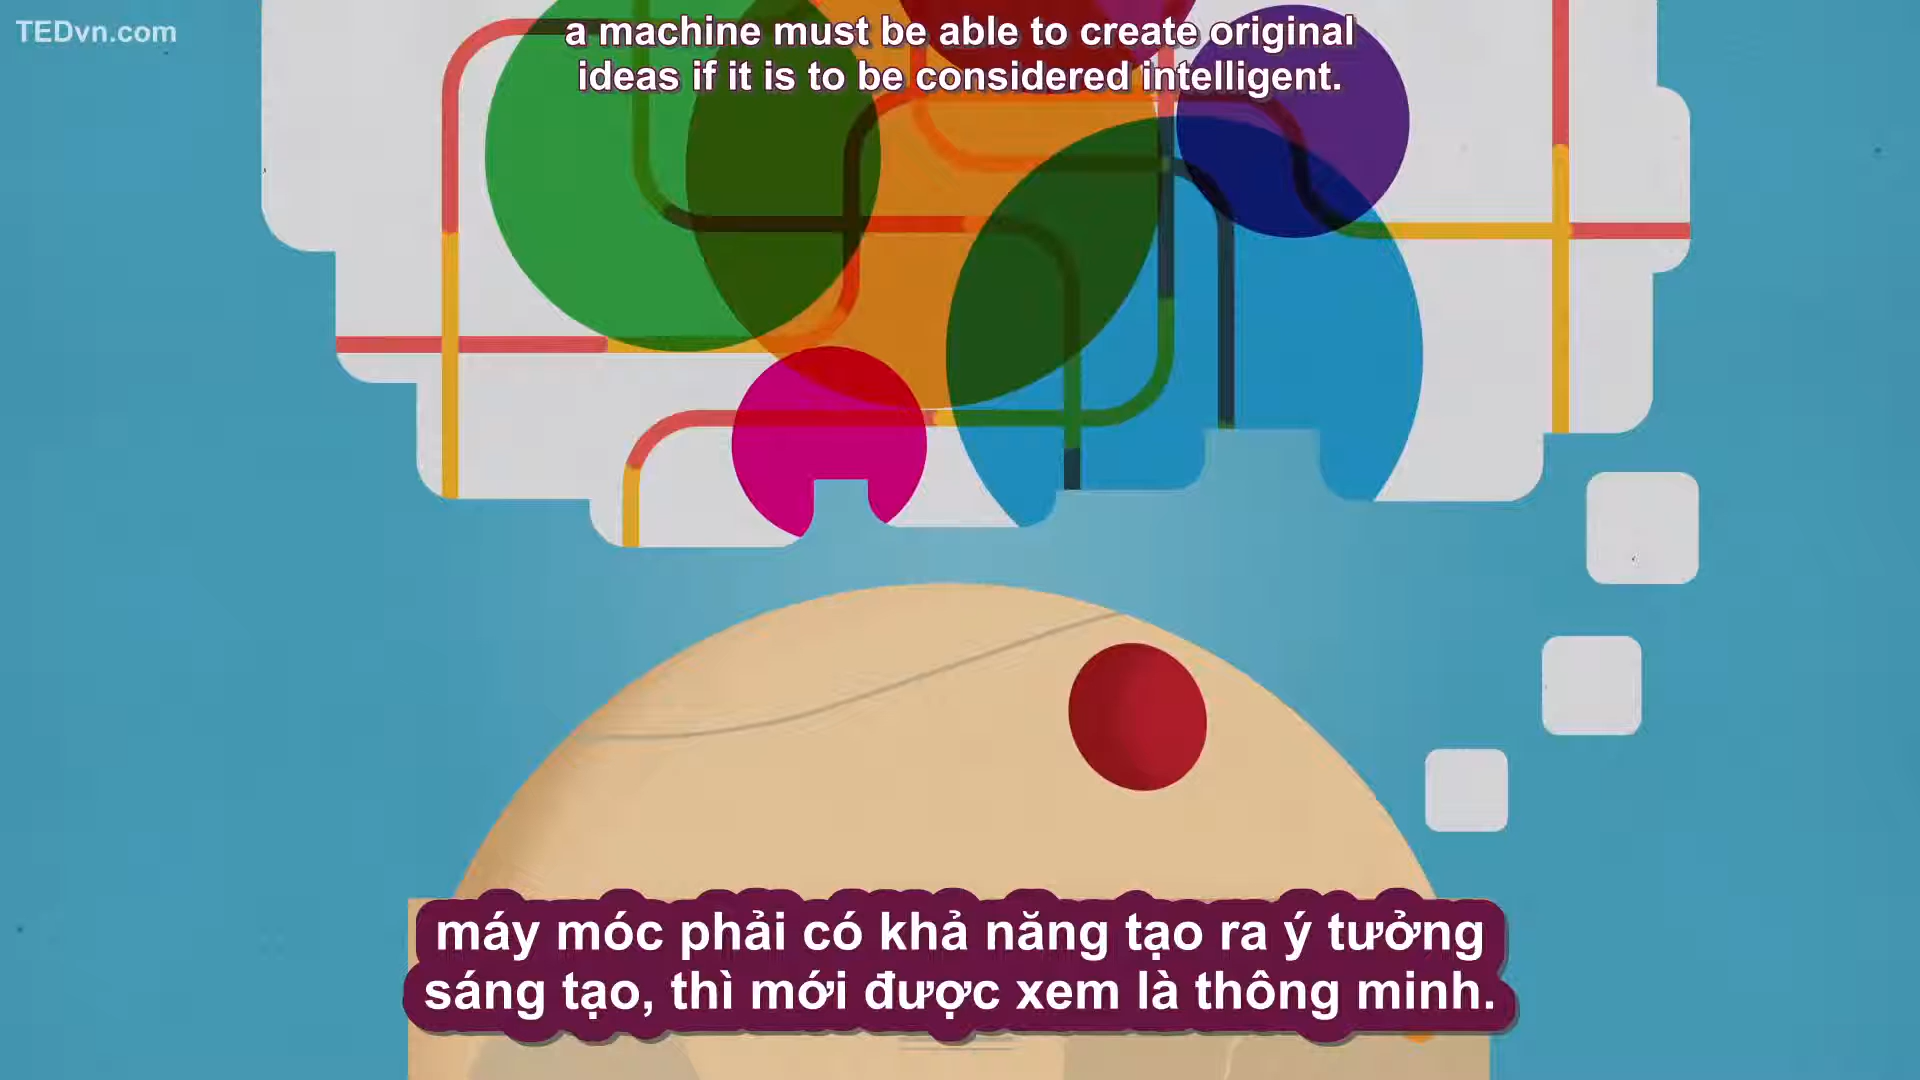 TEDvn.com
a machine must be able to create original
ideas if it is to be considered intelligent.
máy móc phải có khả năng tạo ra ý tưởng
sáng tạo, thì mới được xem là thông minh.